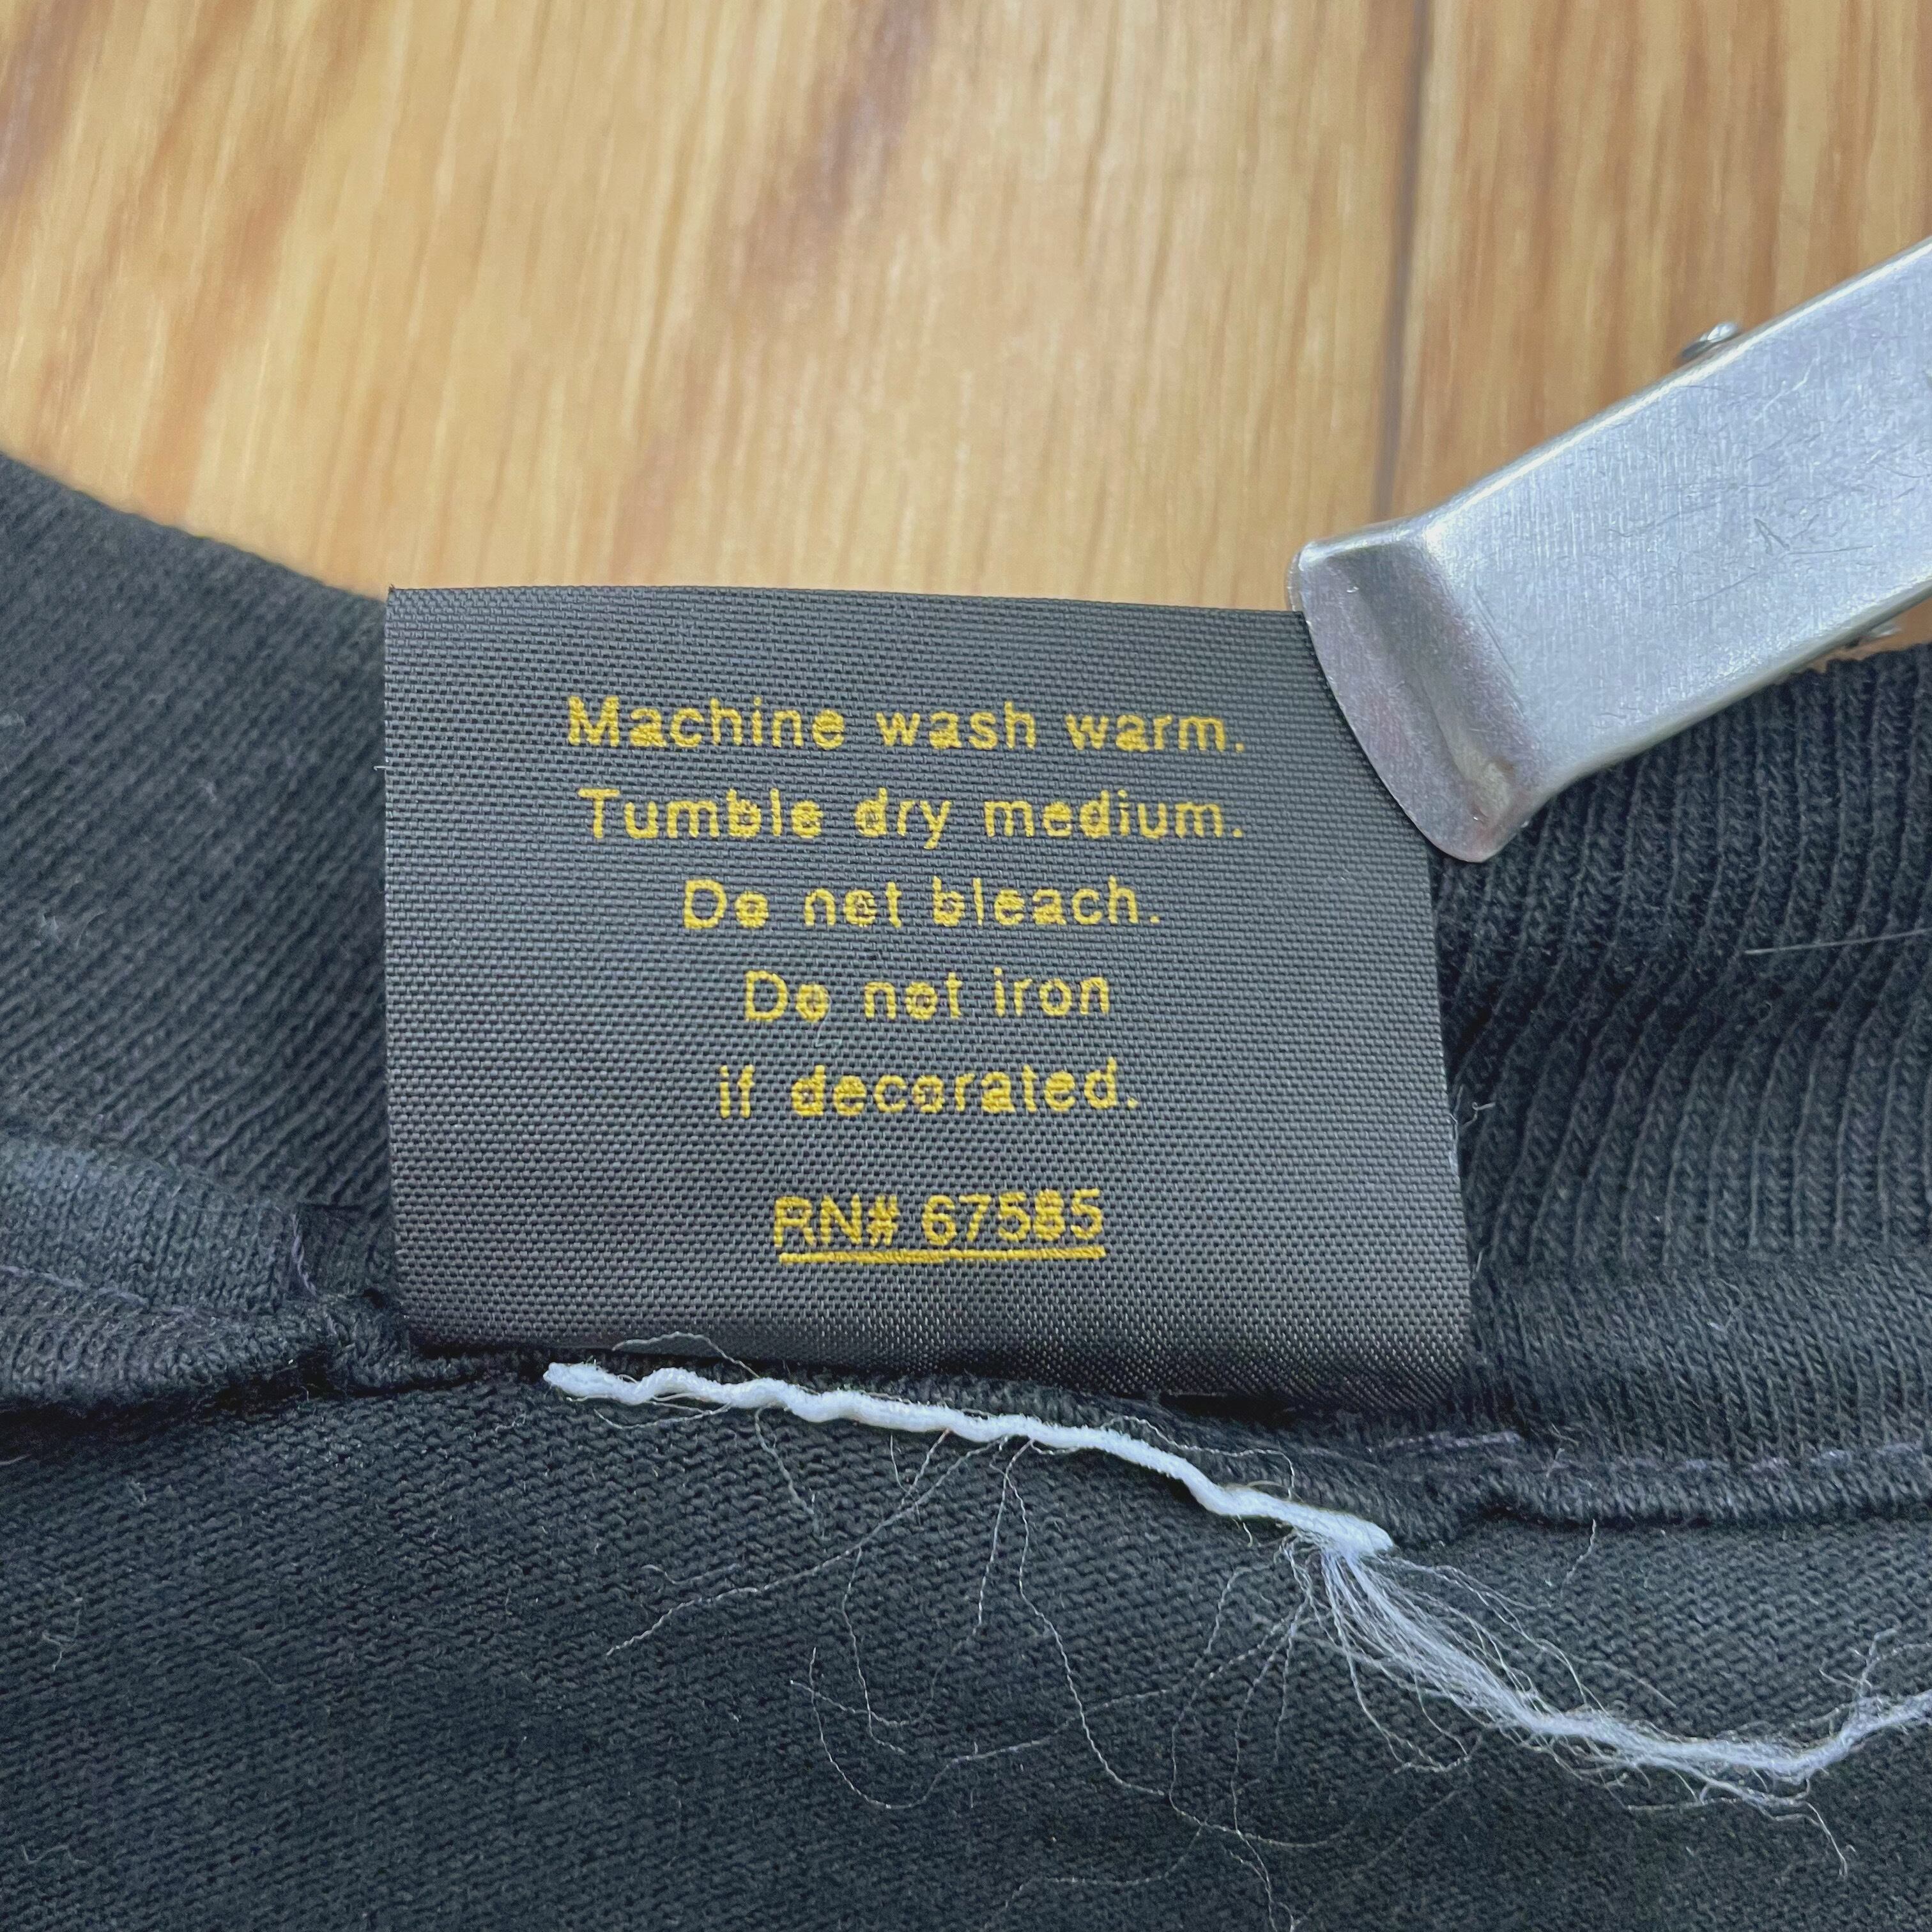 Machine wash warm.
Tumble dry medium.
Do not bleach.
Do not iron
if decorated.
RN# 67585